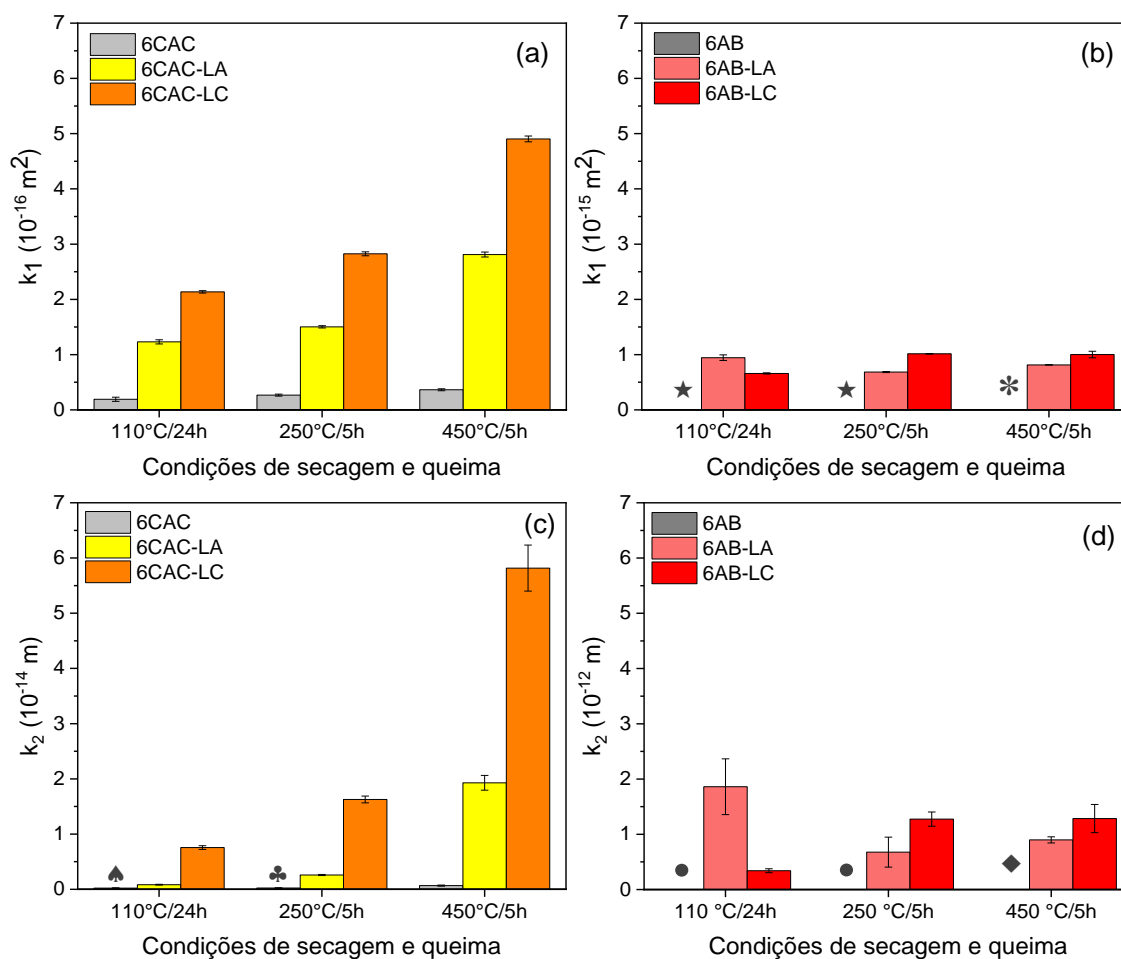 7
6
5
4
3
2
1
0
k₁ (10⁻¹⁶ m²)
6CAC
6CAC-LA
6CAC-LC
(a)
110°C/24h 250°C/5h 450°C/5h
Condições de secagem e queima
7
6
5
4
3
2
1
0
k₁ (10⁻¹⁵ m²)
6AB
6AB-LA
6AB-LC
(b)
★ ★ ✻
110°C/24h 250°C/5h 450°C/5h
Condições de secagem e queima
7
6
5
4
3
2
1
0
k₂ (10⁻¹⁴ m)
6CAC
6CAC-LA
6CAC-LC
(c)
♠ ♣
110°C/24h 250°C/5h 450°C/5h
Condições de secagem e queima
7
6
5
4
3
2
1
0
k₂ (10⁻¹² m)
6AB
6AB-LA
6AB-LC
(d)
● ● ◆
110 °C/24h 250 °C/5h 450 °C/5h
Condições de secagem e queima